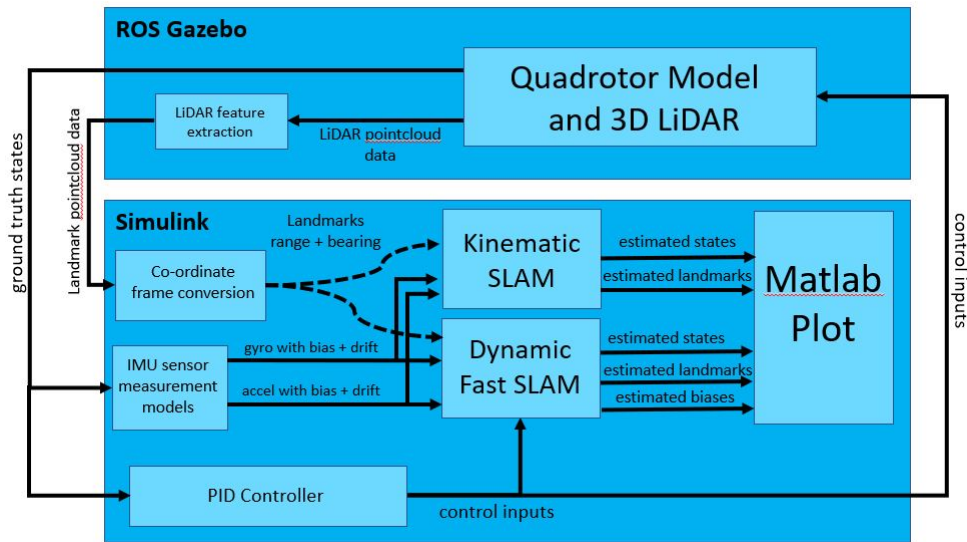 ROS Gazebo
Quadrotor Model
and 3D LiDAR
LiDAR feature
extraction
LiDAR pointcloud
data
ground truth states
Landmark pointcloud data
control inputs
Simulink
Landmarks
range + bearing
Co-ordinate
frame conversion
Kinematic
SLAM
estimated states
estimated landmarks
Matlab
Plot
IMU sensor
measurement
models
gyro with bias + drift
accel with bias + drift
Dynamic
Fast SLAM
estimated states
estimated landmarks
estimated biases
PID Controller
control inputs